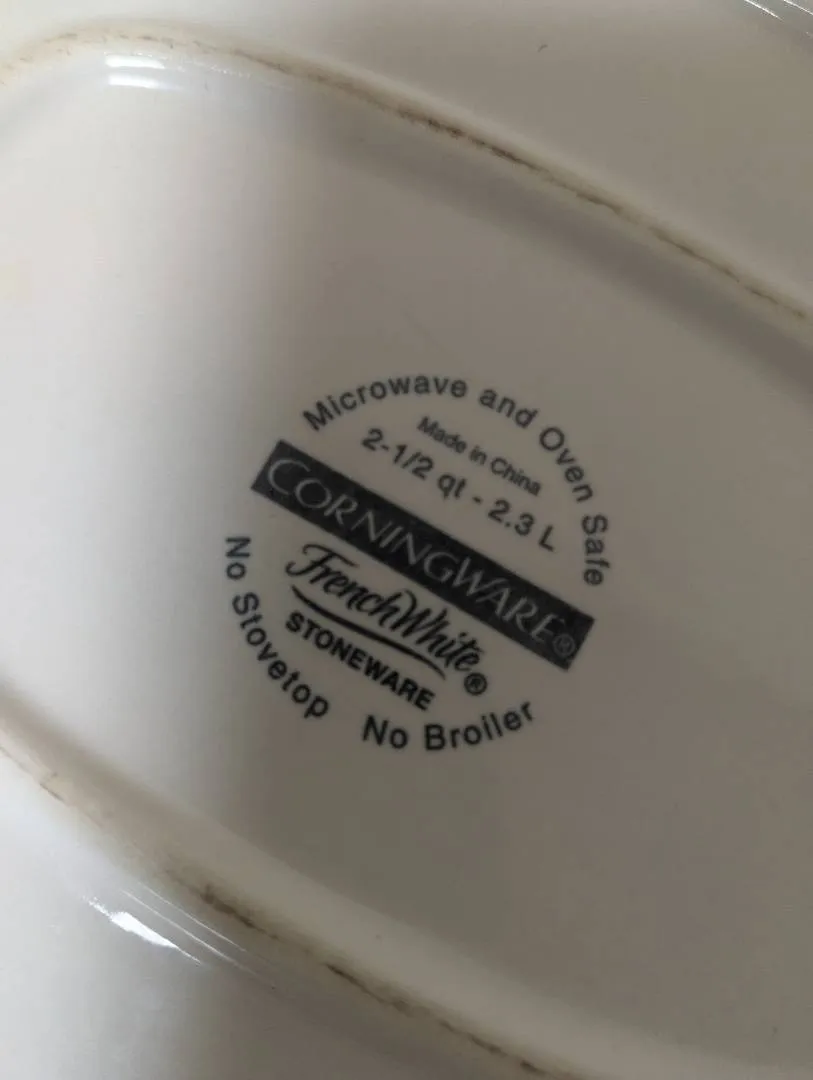 Microwave and Oven Safe
Made in China
2-1/2 qt - 2.3 L
CORNINGWARE®
French White®
STONEWARE
No Stovetop No Broiler